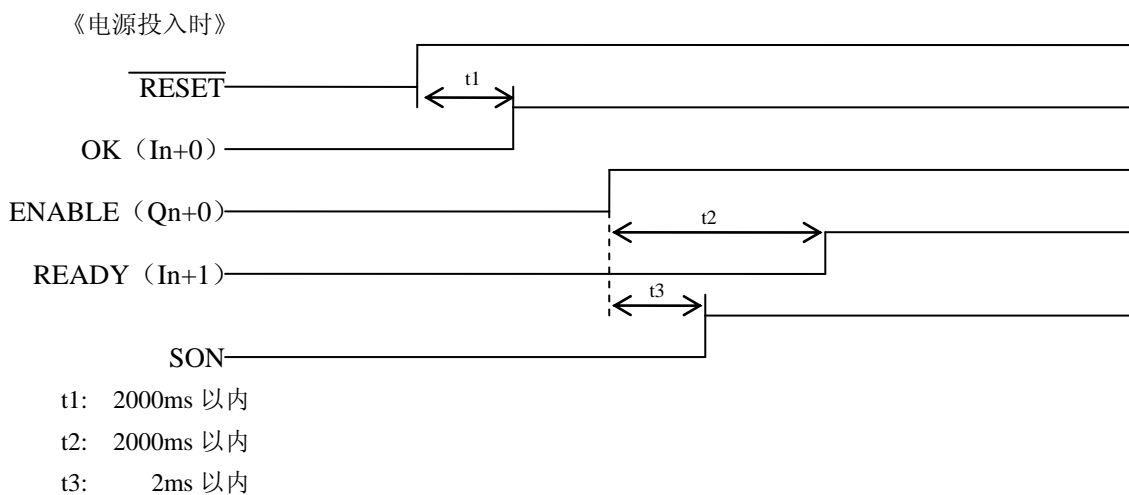 《电源投入时》
RESET
t1
OK（In+0）
ENABLE（Qn+0）
t2
READY（In+1）
t3
SON
t1: 2000ms 以内
t2: 2000ms 以内
t3: 2ms 以内